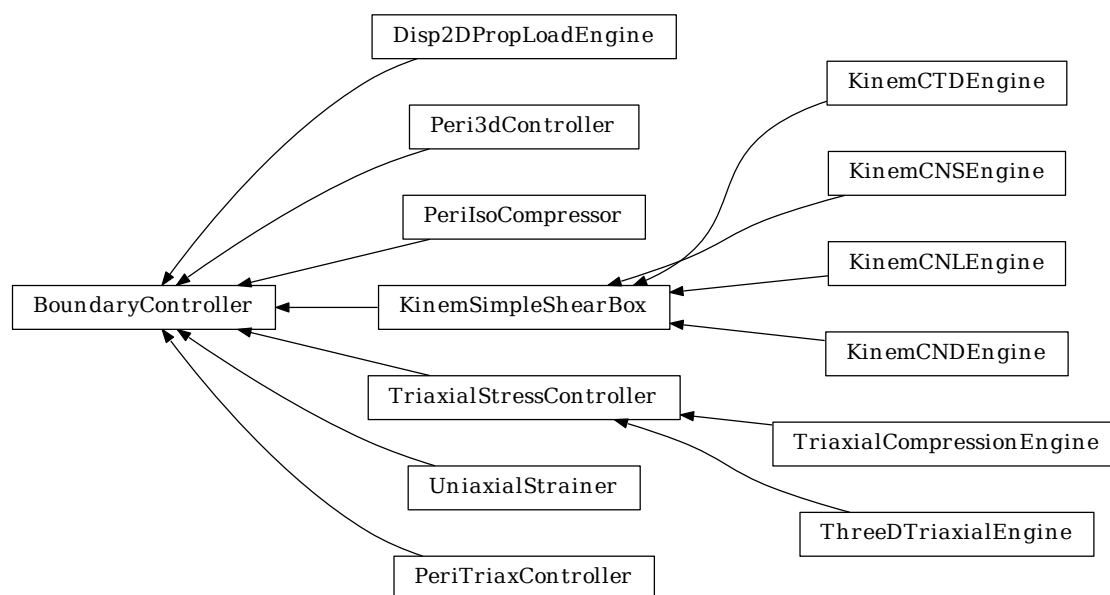 Disp2DPropLoadEngine
KinemCTDEngine
Peri3dController
KinemCNSEngine
PeriIsoCompressor
KinemCNLEngine
BoundaryController
KinemSimpleShearBox
KinemCNDEngine
TriaxialStressController
TriaxialCompressionEngine
UniaxialStrainer
ThreeDTriaxialEngine
PeriTriaxController